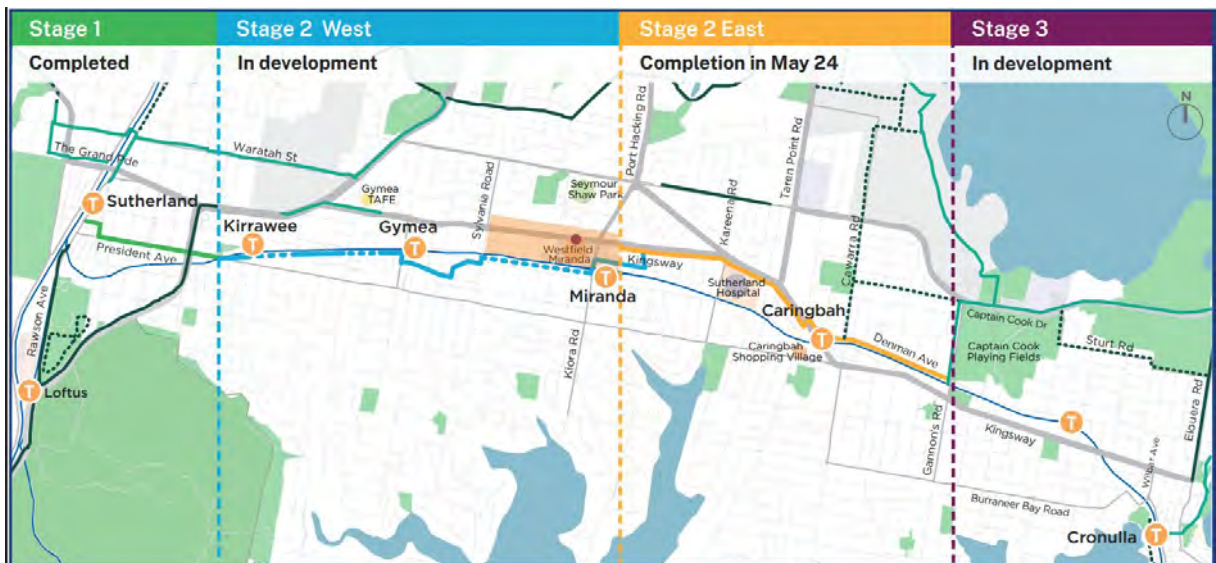 Stage 1
Stage 2 West
Stage 2 East
Stage 3
Completed
In development
Completion in May 24
In development
N
The Grand Pde
Waratah St
Port Hacking Rd
Taren Point Rd
Sylvania Road
Seymour
Shaw Park
Gymea
TAFE
Kareena Rd
T
Sutherland
Kirrawee
T
Gymea
T
President Ave
Westfield
Miranda
Kingsway
T
Miranda
Sutherland
Hospital
Gawarra Rd
Caringbah
T
Caringbah
Shopping Village
Denman Ave
Captain Cook Dr
Captain Cook
Playing Fields
Sturt Rd
Elouera Rd
Rawson Ave
T
Loftus
Kiora Rd
Gannon's Rd
Kingsway
T
Wilbar Ave
Burraneer Bay Road
Cronulla
T